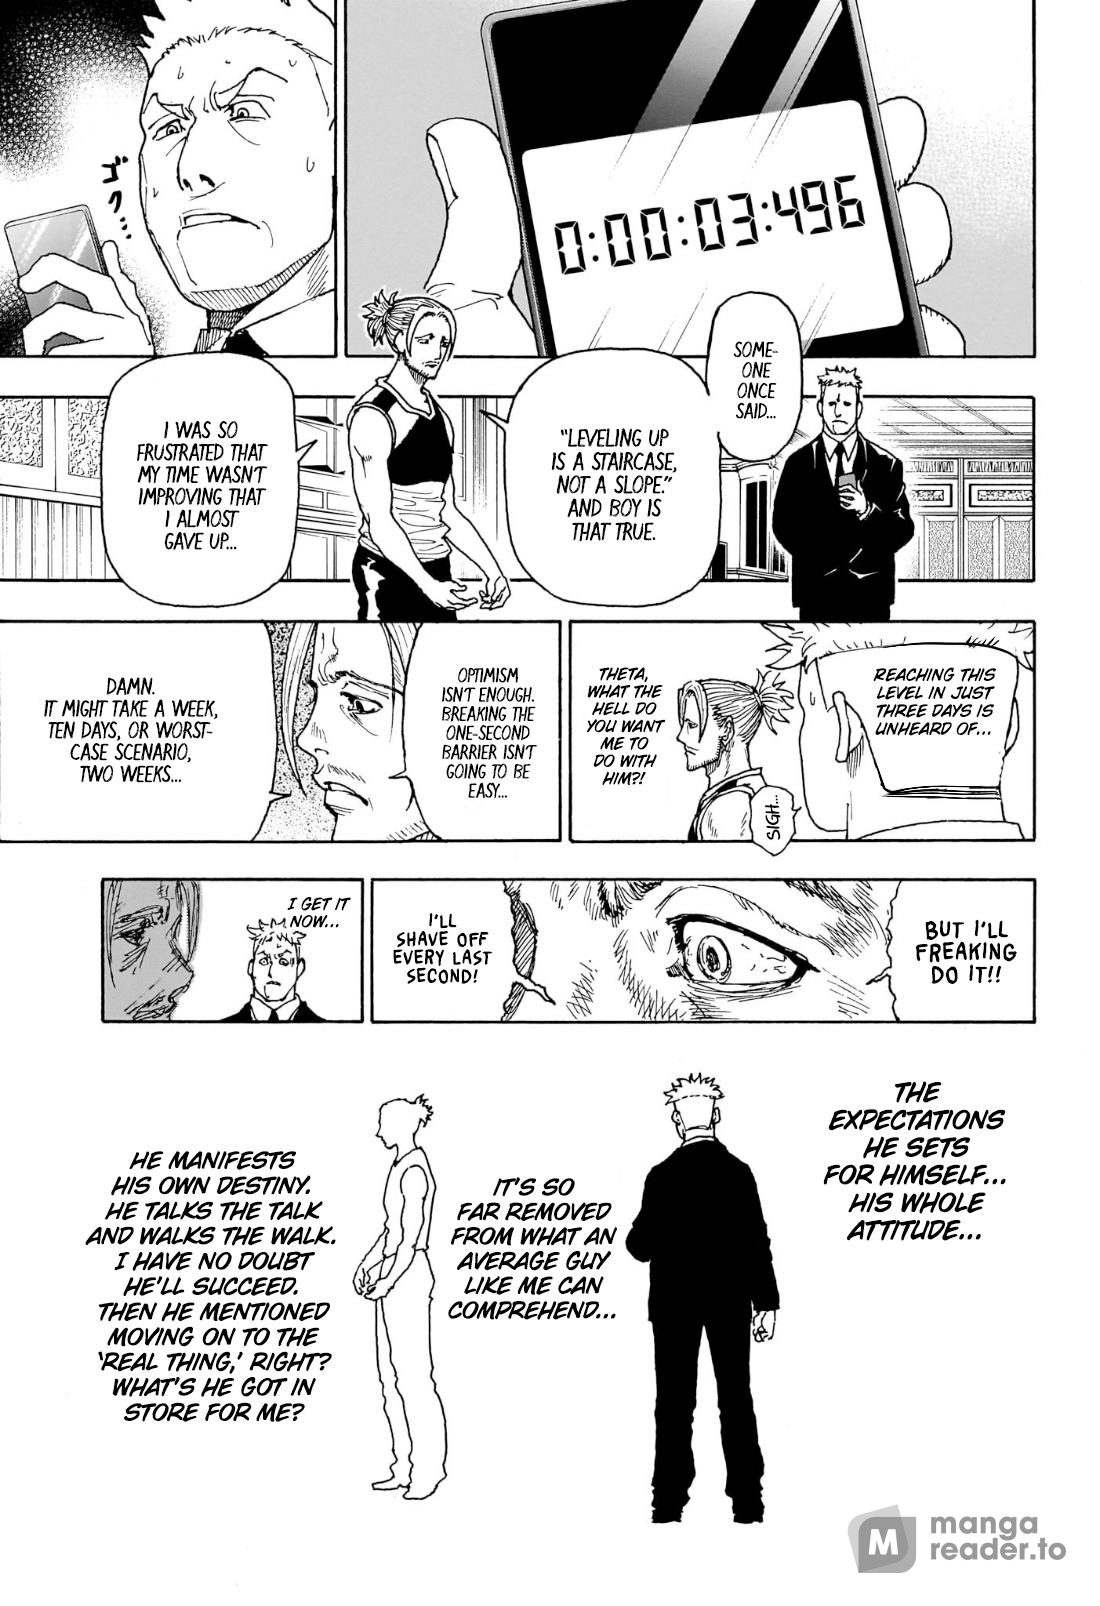 0:00:03:496
ゴクッ…
SOME-
ONE
ONCE
SAID...
"LEVELING UP
IS A STAIRCASE,
NOT A SLOPE."
AND BOY IS
THAT TRUE.
I WAS SO
FRUSTRATED THAT
MY TIME WASN'T
IMPROVING THAT
I ALMOST
GAVE UP...
REACHING THIS
LEVEL IN JUST
THREE DAYS IS
UNHEARD OF...
SIGH...
THETA,
WHAT THE
HELL DO
YOU WANT
ME TO
DO WITH
HIM?!
OPTIMISM
ISN'T ENOUGH.
BREAKING THE
ONE-SECOND
BARRIER ISN'T
GOING TO BE
EASY...
DAMN.
IT MIGHT TAKE A WEEK,
TEN DAYS, OR WORST-
CASE SCENARIO,
TWO WEEKS...
BUT I'LL
FREAKING
DO IT!!
I'LL
SHAVE OFF
EVERY LAST
SECOND!
I GET IT
NOW...
THE
EXPECTATIONS
HE SETS
FOR HIMSELF...
HIS WHOLE
ATTITUDE...
IT'S SO
FAR REMOVED
FROM WHAT AN
AVERAGE GUY
LIKE ME CAN
COMPREHEND...
HE MANIFESTS
HIS OWN DESTINY.
HE TALKS THE TALK
AND WALKS THE WALK.
I HAVE NO DOUBT
HE'LL SUCCEED.
THEN HE MENTIONED
MOVING ON TO THE
'REAL THING,' RIGHT?
WHAT'S HE GOT IN
STORE FOR ME?
M
manga
reader.to